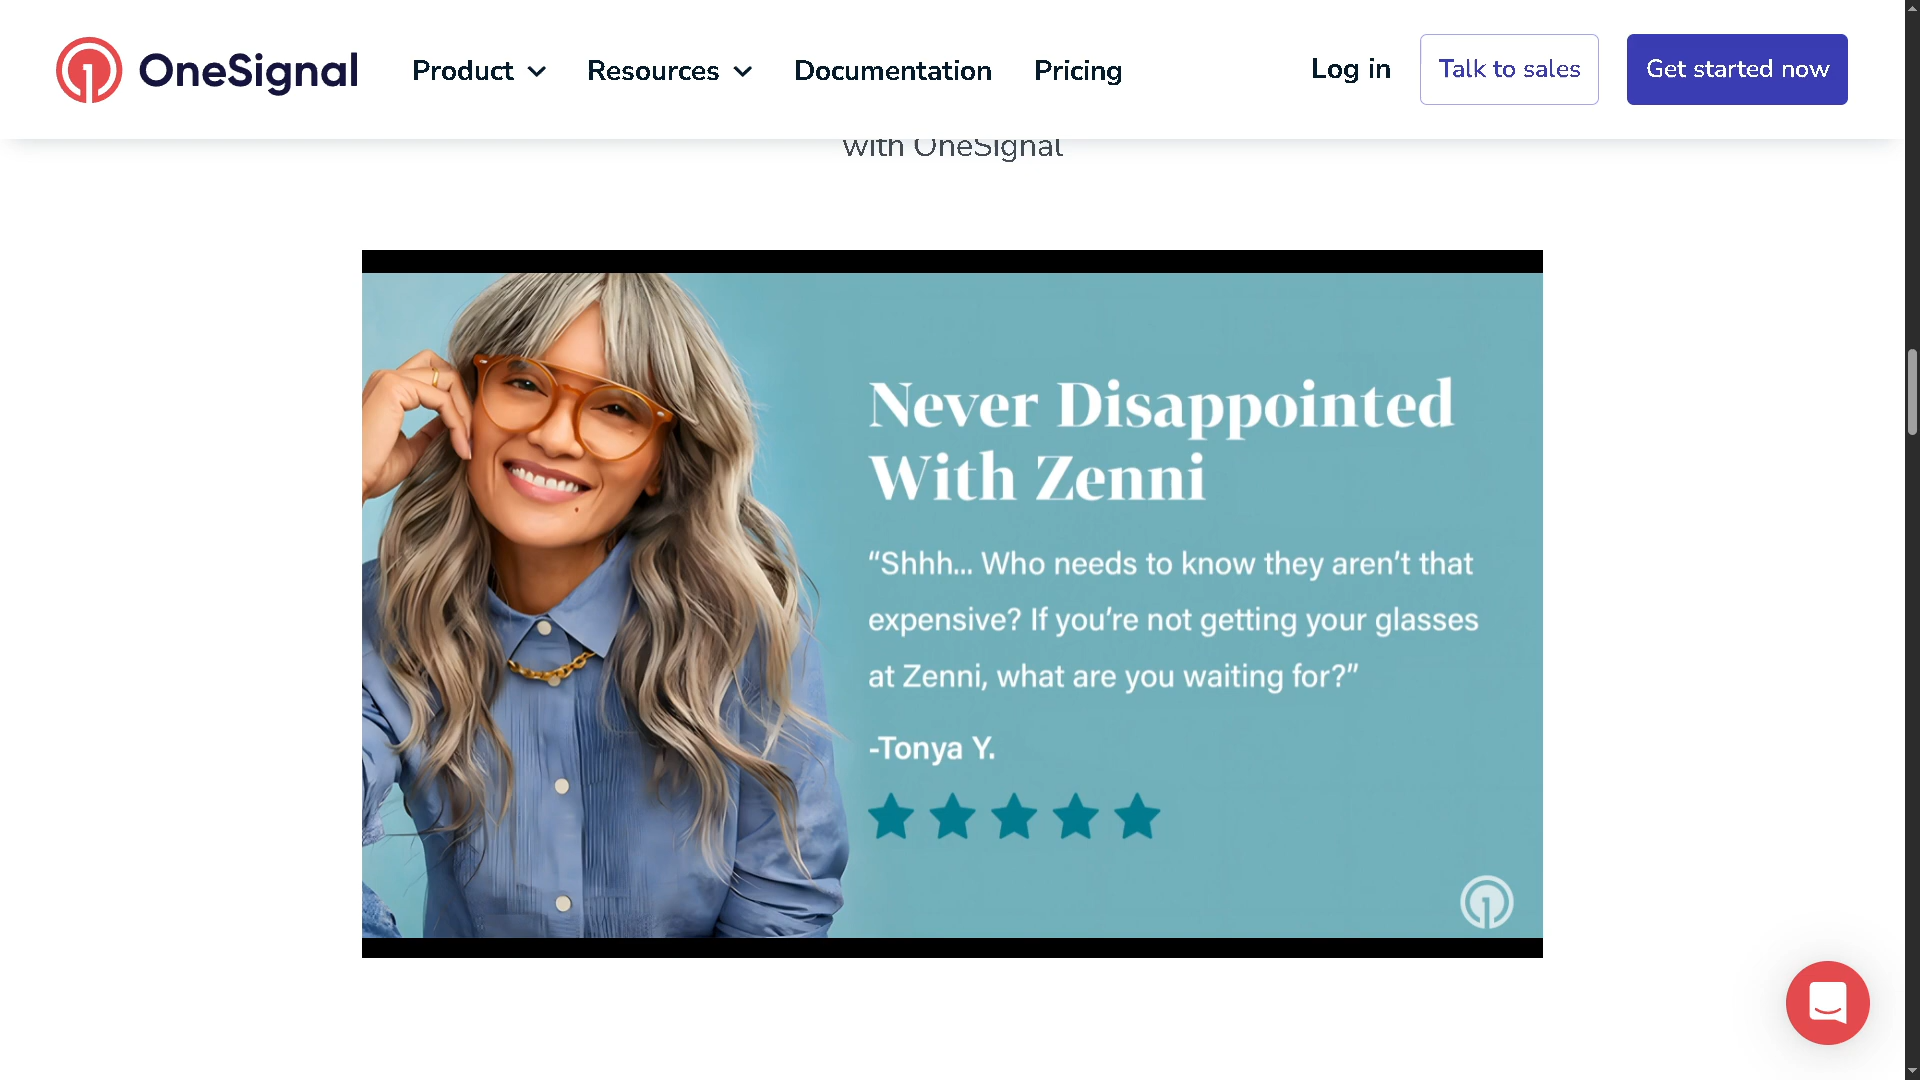 OneSignal
Product
Resources
Documentation
Pricing
Log in
Talk to sales
Get started now
with OneSignal
Never Disappointed
With Zenni
“Shhh... Who needs to know they aren’t that
expensive? If you’re not getting your glasses
at Zenni, what are you waiting for?”
-Tonya Y.